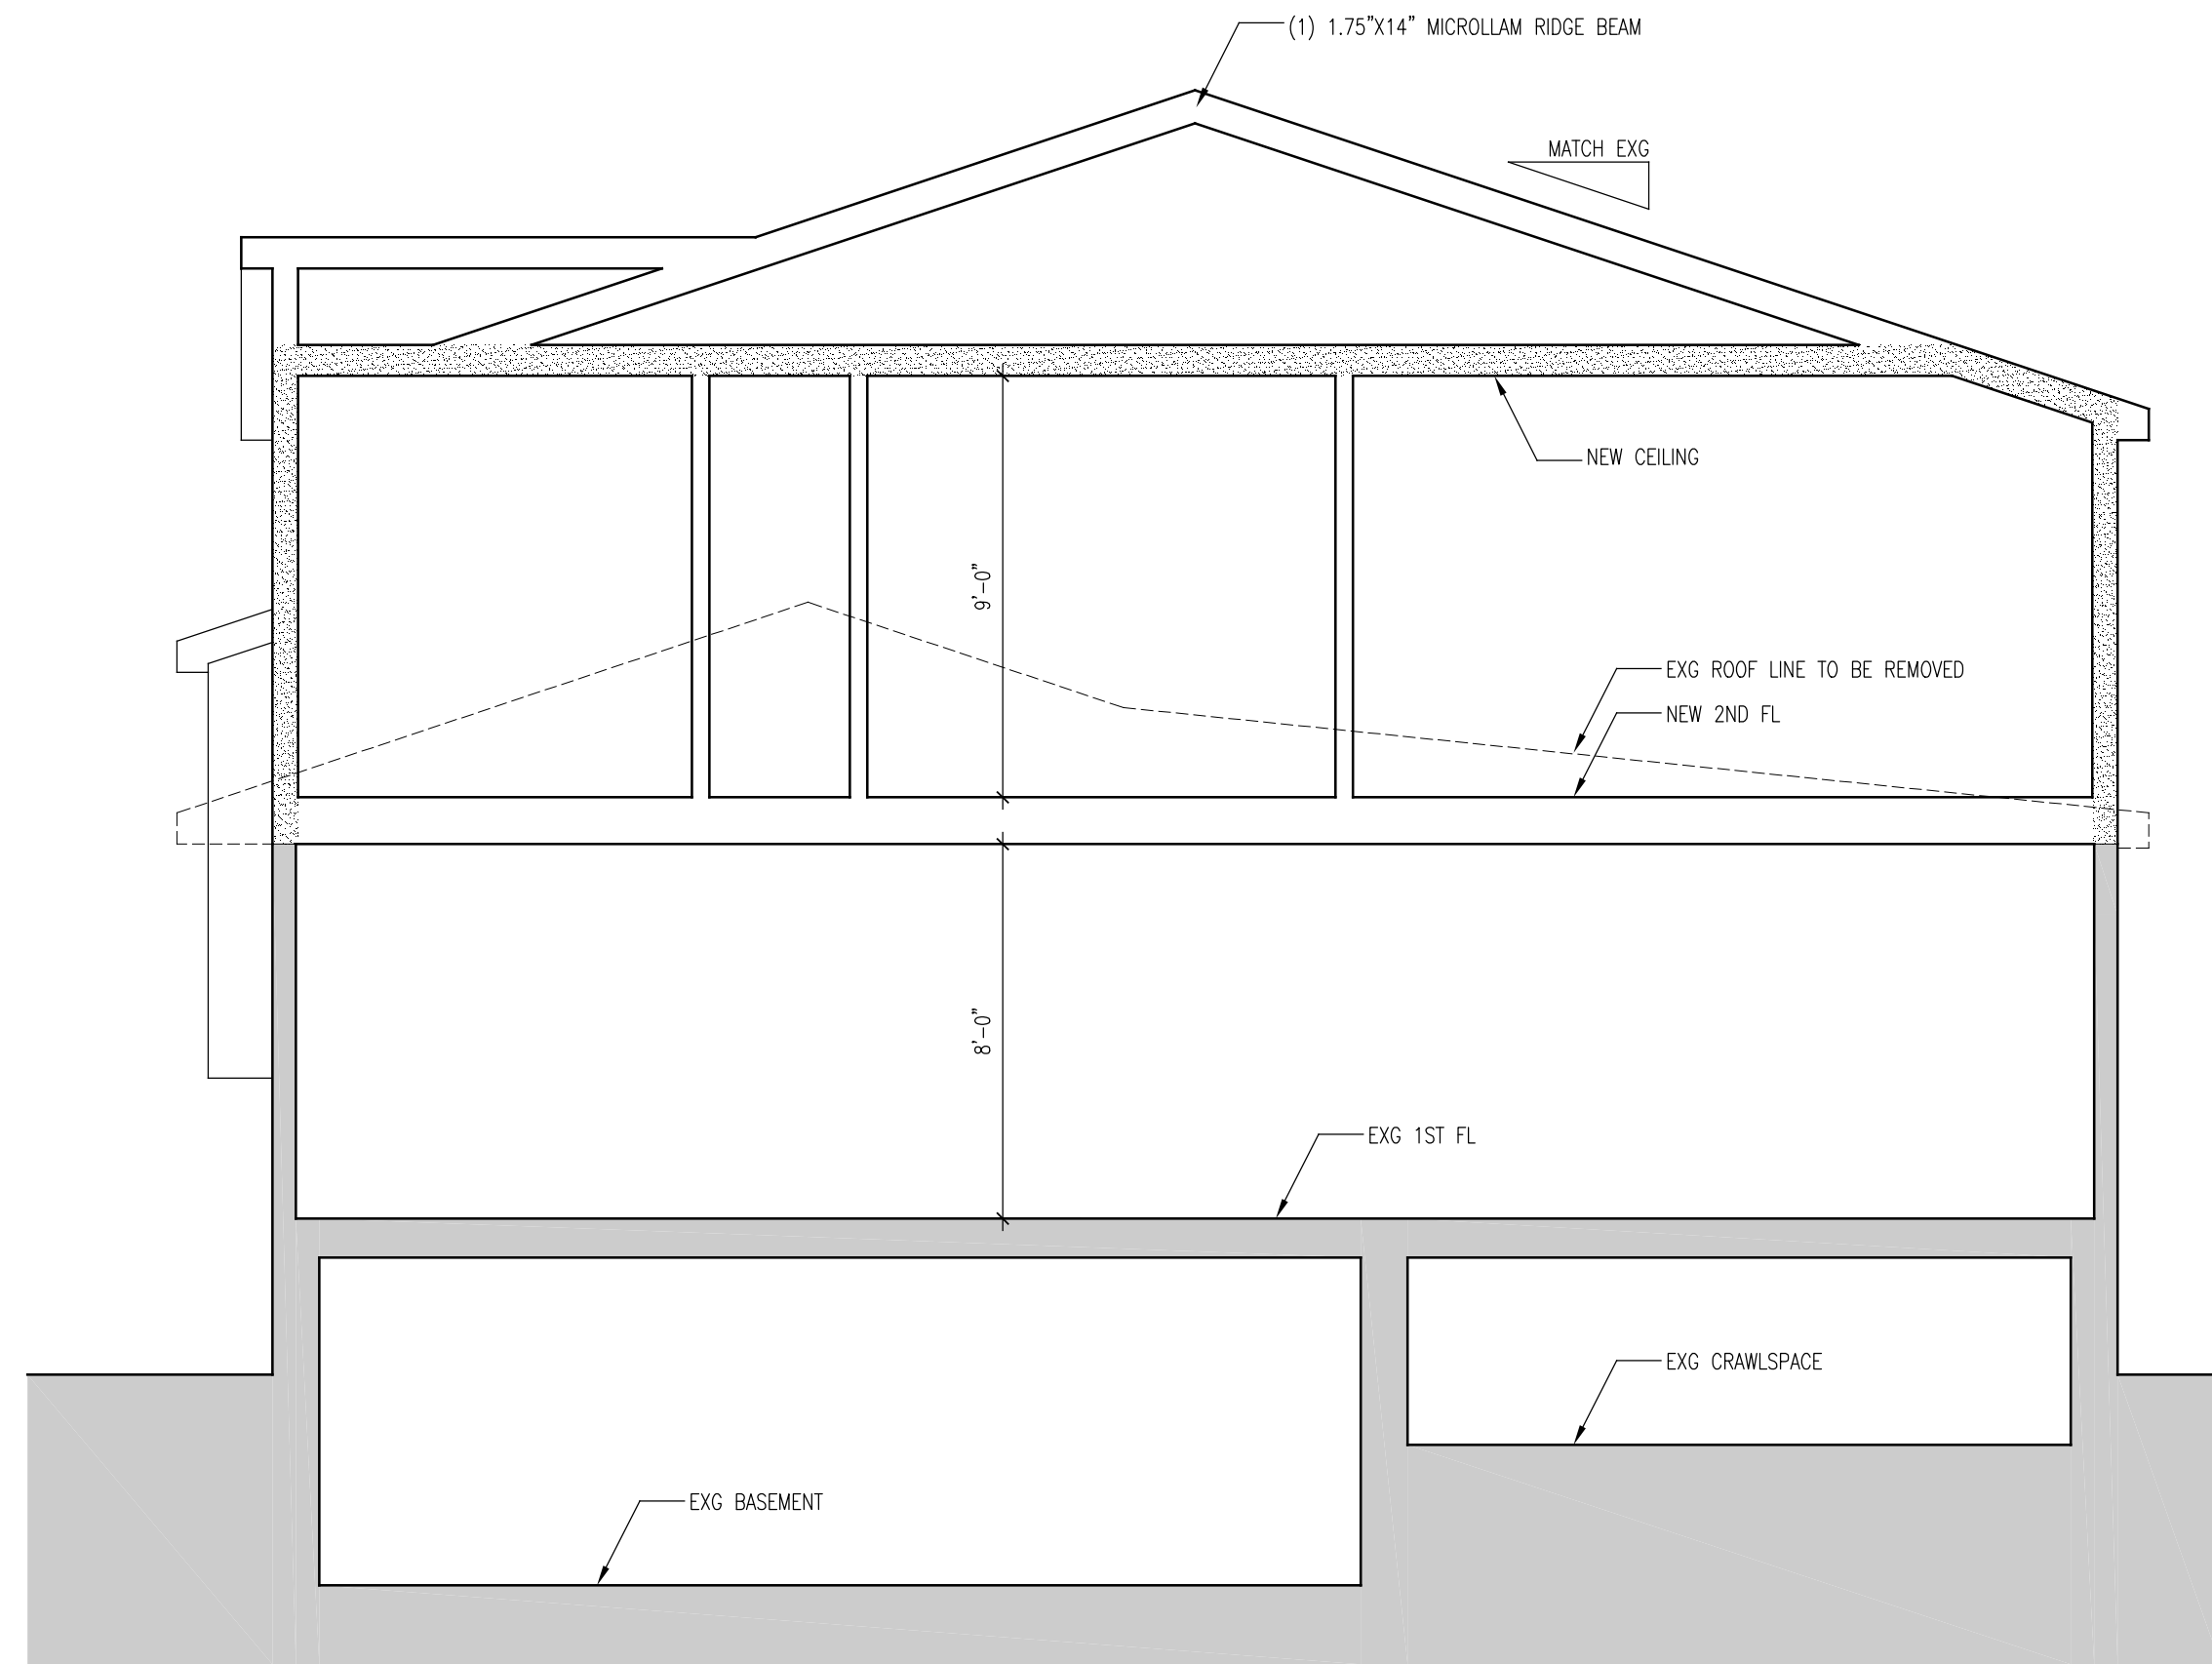 (1) 1.75"X14" MICROLLAM RIDGE BEAM
MATCH EXG
NEW CEILING
9'-0"
EXG ROOF LINE TO BE REMOVED
NEW 2ND FL
8'-0"
EXG 1ST FL
EXG CRAWLSPACE
EXG BASEMENT